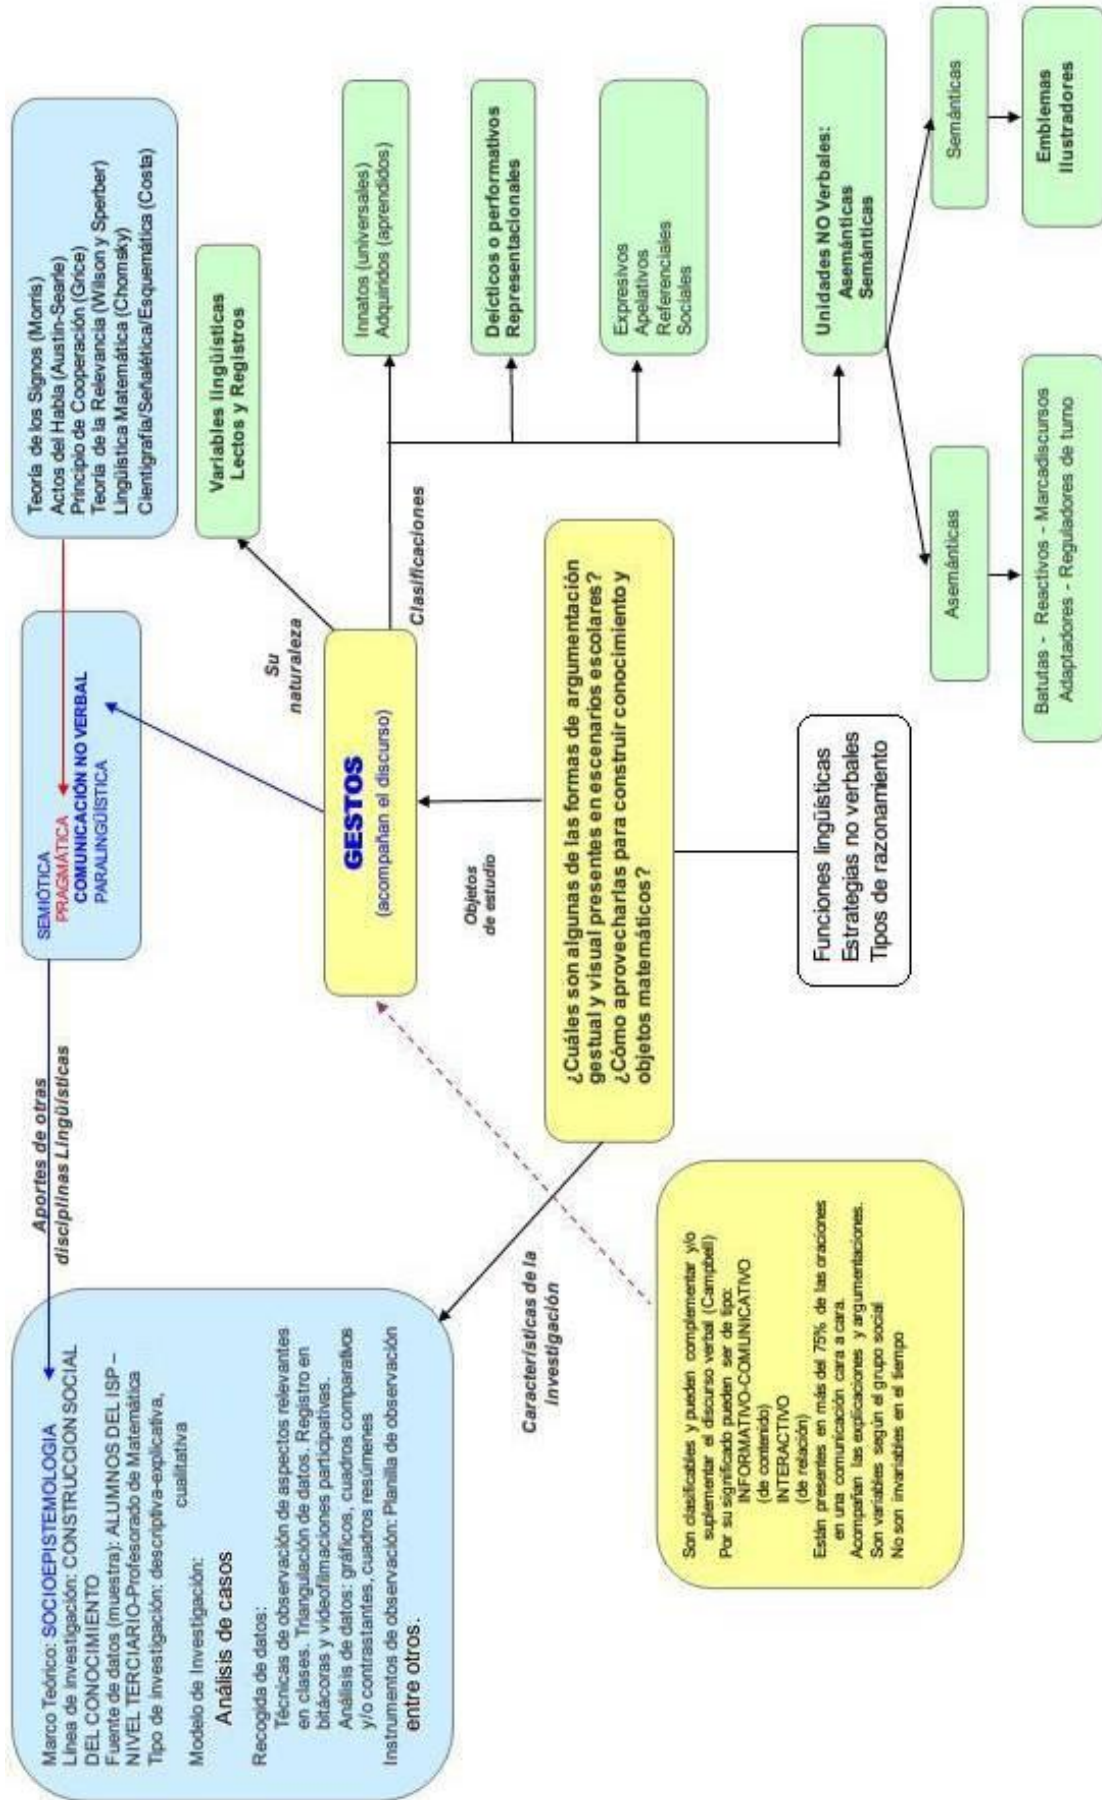 Marco Teórico: SOCIOEPISTEMOLOGIA
Línea de investigación: CONSTRUCCION SOCIAL
DEL CONOCIMIENTO
Fuente de datos (muestra): ALUMNOS DEL ISP –
NIVEL TERCIARIO-Profesorado de Matemática
Tipo de investigación: descriptiva-explicativa,
cualitativa
Modelo de Investigación:
Análisis de casos
Recogida de datos:
Técnicas de observación de aspectos relevantes
en clases. Triangulación de datos. Registro en
bitácoras y videofilmaciones participativas.
Análisis de datos: gráficos, cuadros comparativos
y/o contrastantes, cuadros resúmenes
Instrumentos de observación: Planilla de observación
entre otros.
Aportes de otras
disciplinas Lingüísticas
SEMIÓTICA
PRAGMÁTICA
COMUNICACIÓN NO VERBAL
PARALINGÜÍSTICA
Teoría de los Signos (Morris)
Actos del Habla (Austin-Searle)
Principio de Cooperación (Grice)
Teoría de la Relevancia (Wilson y Sperber)
Lingüística Matemática (Chomsky)
Cientigrafía/Señalética/Esquemática (Costa)
Su
naturaleza
Variables lingüísticas
Lectos y Registros
GESTOS
(acompañan el discurso)
Clasificaciones
Innatos (universales)
Adquiridos (aprendidos)
Deícticos o performativos
Representacionales
Expresivos
Apelativos
Referenciales
Sociales
Unidades NO Verbales:
Asemánticas
Semánticas
Características de la
investigación
Objetos
de estudio
¿Cuáles son algunas de las formas de argumentación
gestual y visual presentes en escenarios escolares?
¿Cómo aprovecharlas para construir conocimiento y
objetos matemáticos?
Son clasificables y pueden complementar y/o
suplementar el discurso verbal (Campbell)
Por su significado pueden ser de tipo:
INFORMATIVO-COMUNICATIVO
(de contenido)
INTERACTIVO
(de relación)
Están presentes en más del 75% de las oraciones
en una comunicación cara a cara.
Acompañan las explicaciones y argumentaciones.
Son variables según el grupo social
No son invariables en el tiempo
Funciones lingüísticas
Estrategias no verbales
Tipos de razonamiento
Asemánticas
Semánticas
Batutas - Reactivos - Marcadiscursos
Adaptadores - Reguladores de turno
Emblemas
Ilustradores